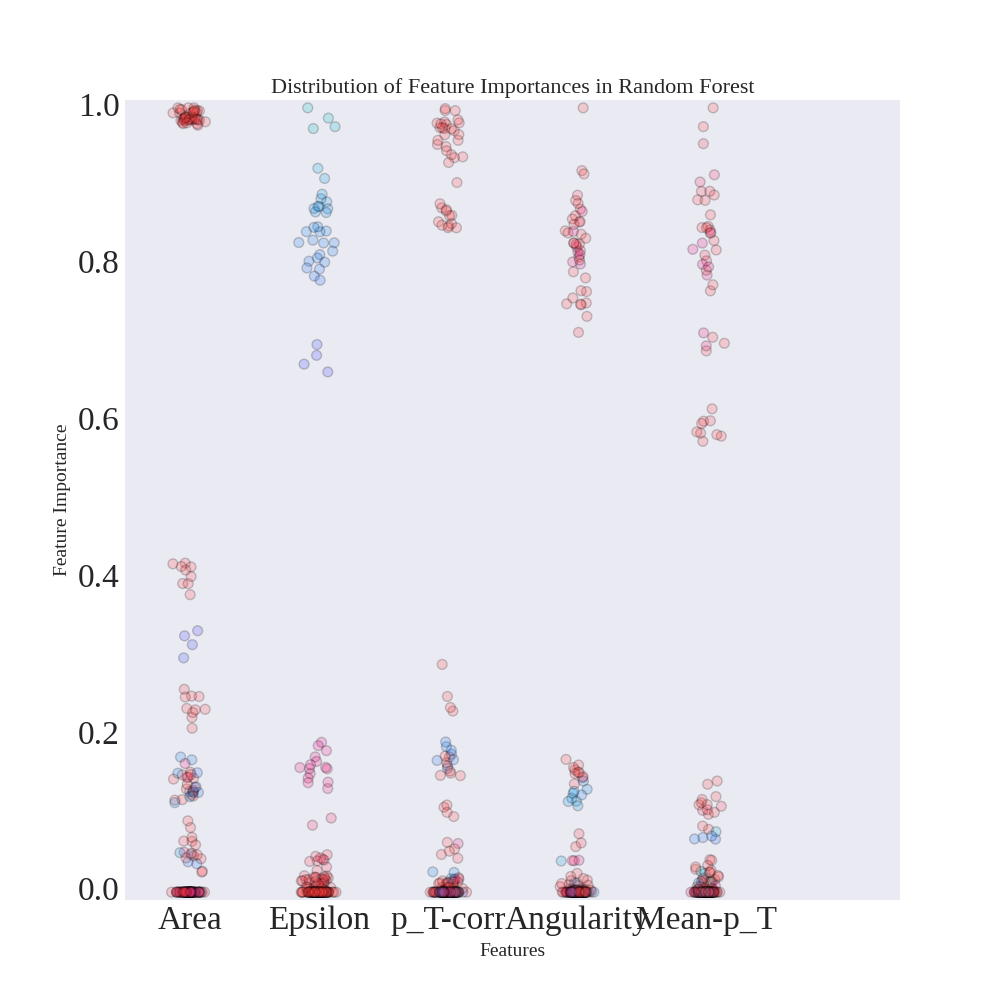 Distribution of Feature Importances in Random Forest
1.0
0.8
0.6
0.4
0.2
0.0
Feature Importance
Area Epsilon p_T-corr Angularity Mean-p_T
Features